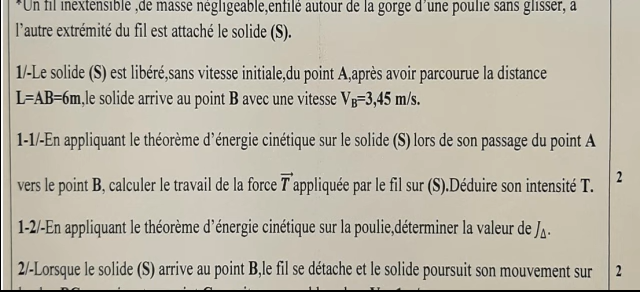 *Un fil inextensible ,de masse négligeable,enfilé autour de la gorge d'une poulie sans glisser, à
l'autre extrémité du fil est attaché le solide (S).
1/-Le solide (S) est libéré,sans vitesse initiale,du point A,après avoir parcourue la distance
L=AB=6m,le solide arrive au point B avec une vitesse V_B=3,45 m/s.
1-1/-En appliquant le théorème d'énergie cinétique sur le solide (S) lors de son passage du point A
vers le point B, calculer le travail de la force T⃗ appliquée par le fil sur (S).Déduire son intensité T. 2
1-2/-En appliquant le théorème d'énergie cinétique sur la poulie,déterminer la valeur de J_Δ.
2/-Lorsque le solide (S) arrive au point B,le fil se détache et le solide poursuit son mouvement sur 2